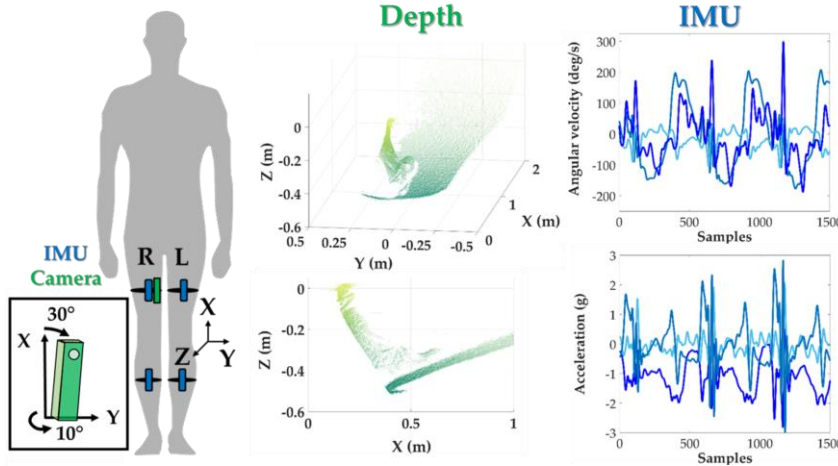 Depth
IMU
R L
IMU
Camera
30°
X
Y
10°
X
Y
Z
0
-0.2
-0.4
-0.6
Z (m)
0.5
0.25
0
-0.25
-0.5
Y (m)
0
1
2
X (m)
0
-0.2
-0.4
-0.6
Z (m)
0
0.5
1
X (m)
300
200
100
0
-100
-200
Angular velocity (deg/s)
0
500
1000
1500
Samples
3
2
1
0
-1
-2
-3
Acceleration (g)
0
500
1000
1500
Samples